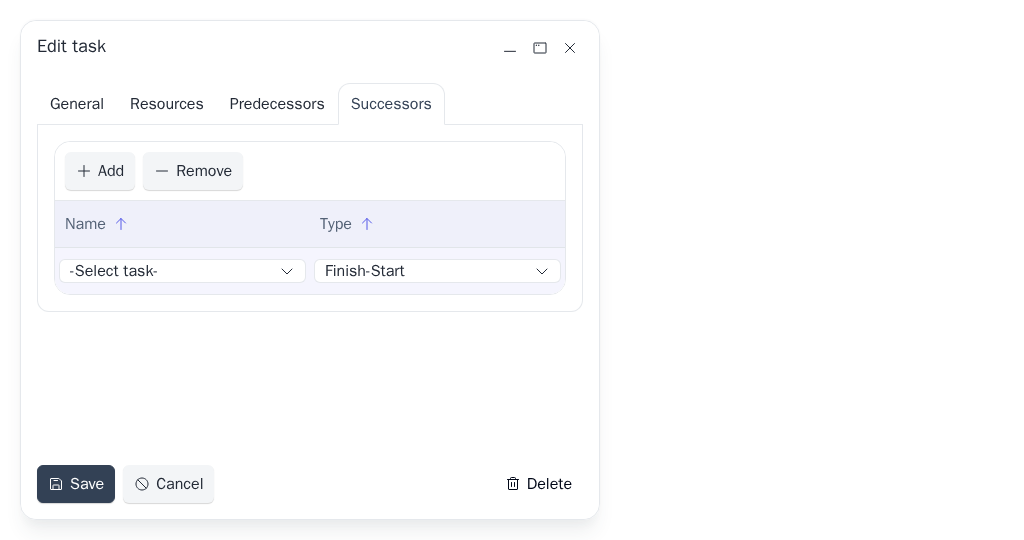 Edit task
General Resources Predecessors Successors
Add Remove
Name Type
-Select task- Finish-Start
Save Cancel Delete